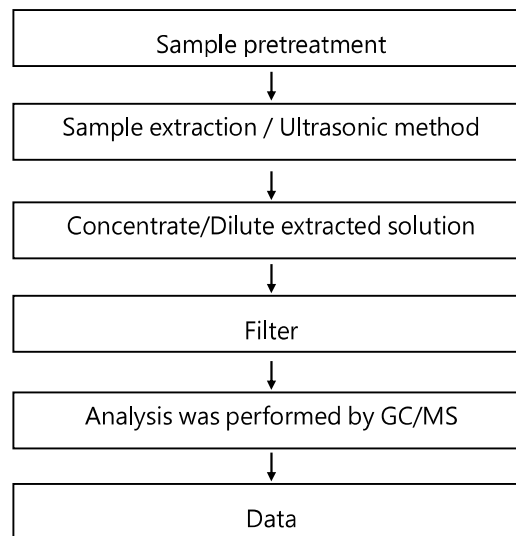 Sample pretreatment
Sample extraction / Ultrasonic method
Concentrate/Dilute extracted solution
Filter
Analysis was performed by GC/MS
Data